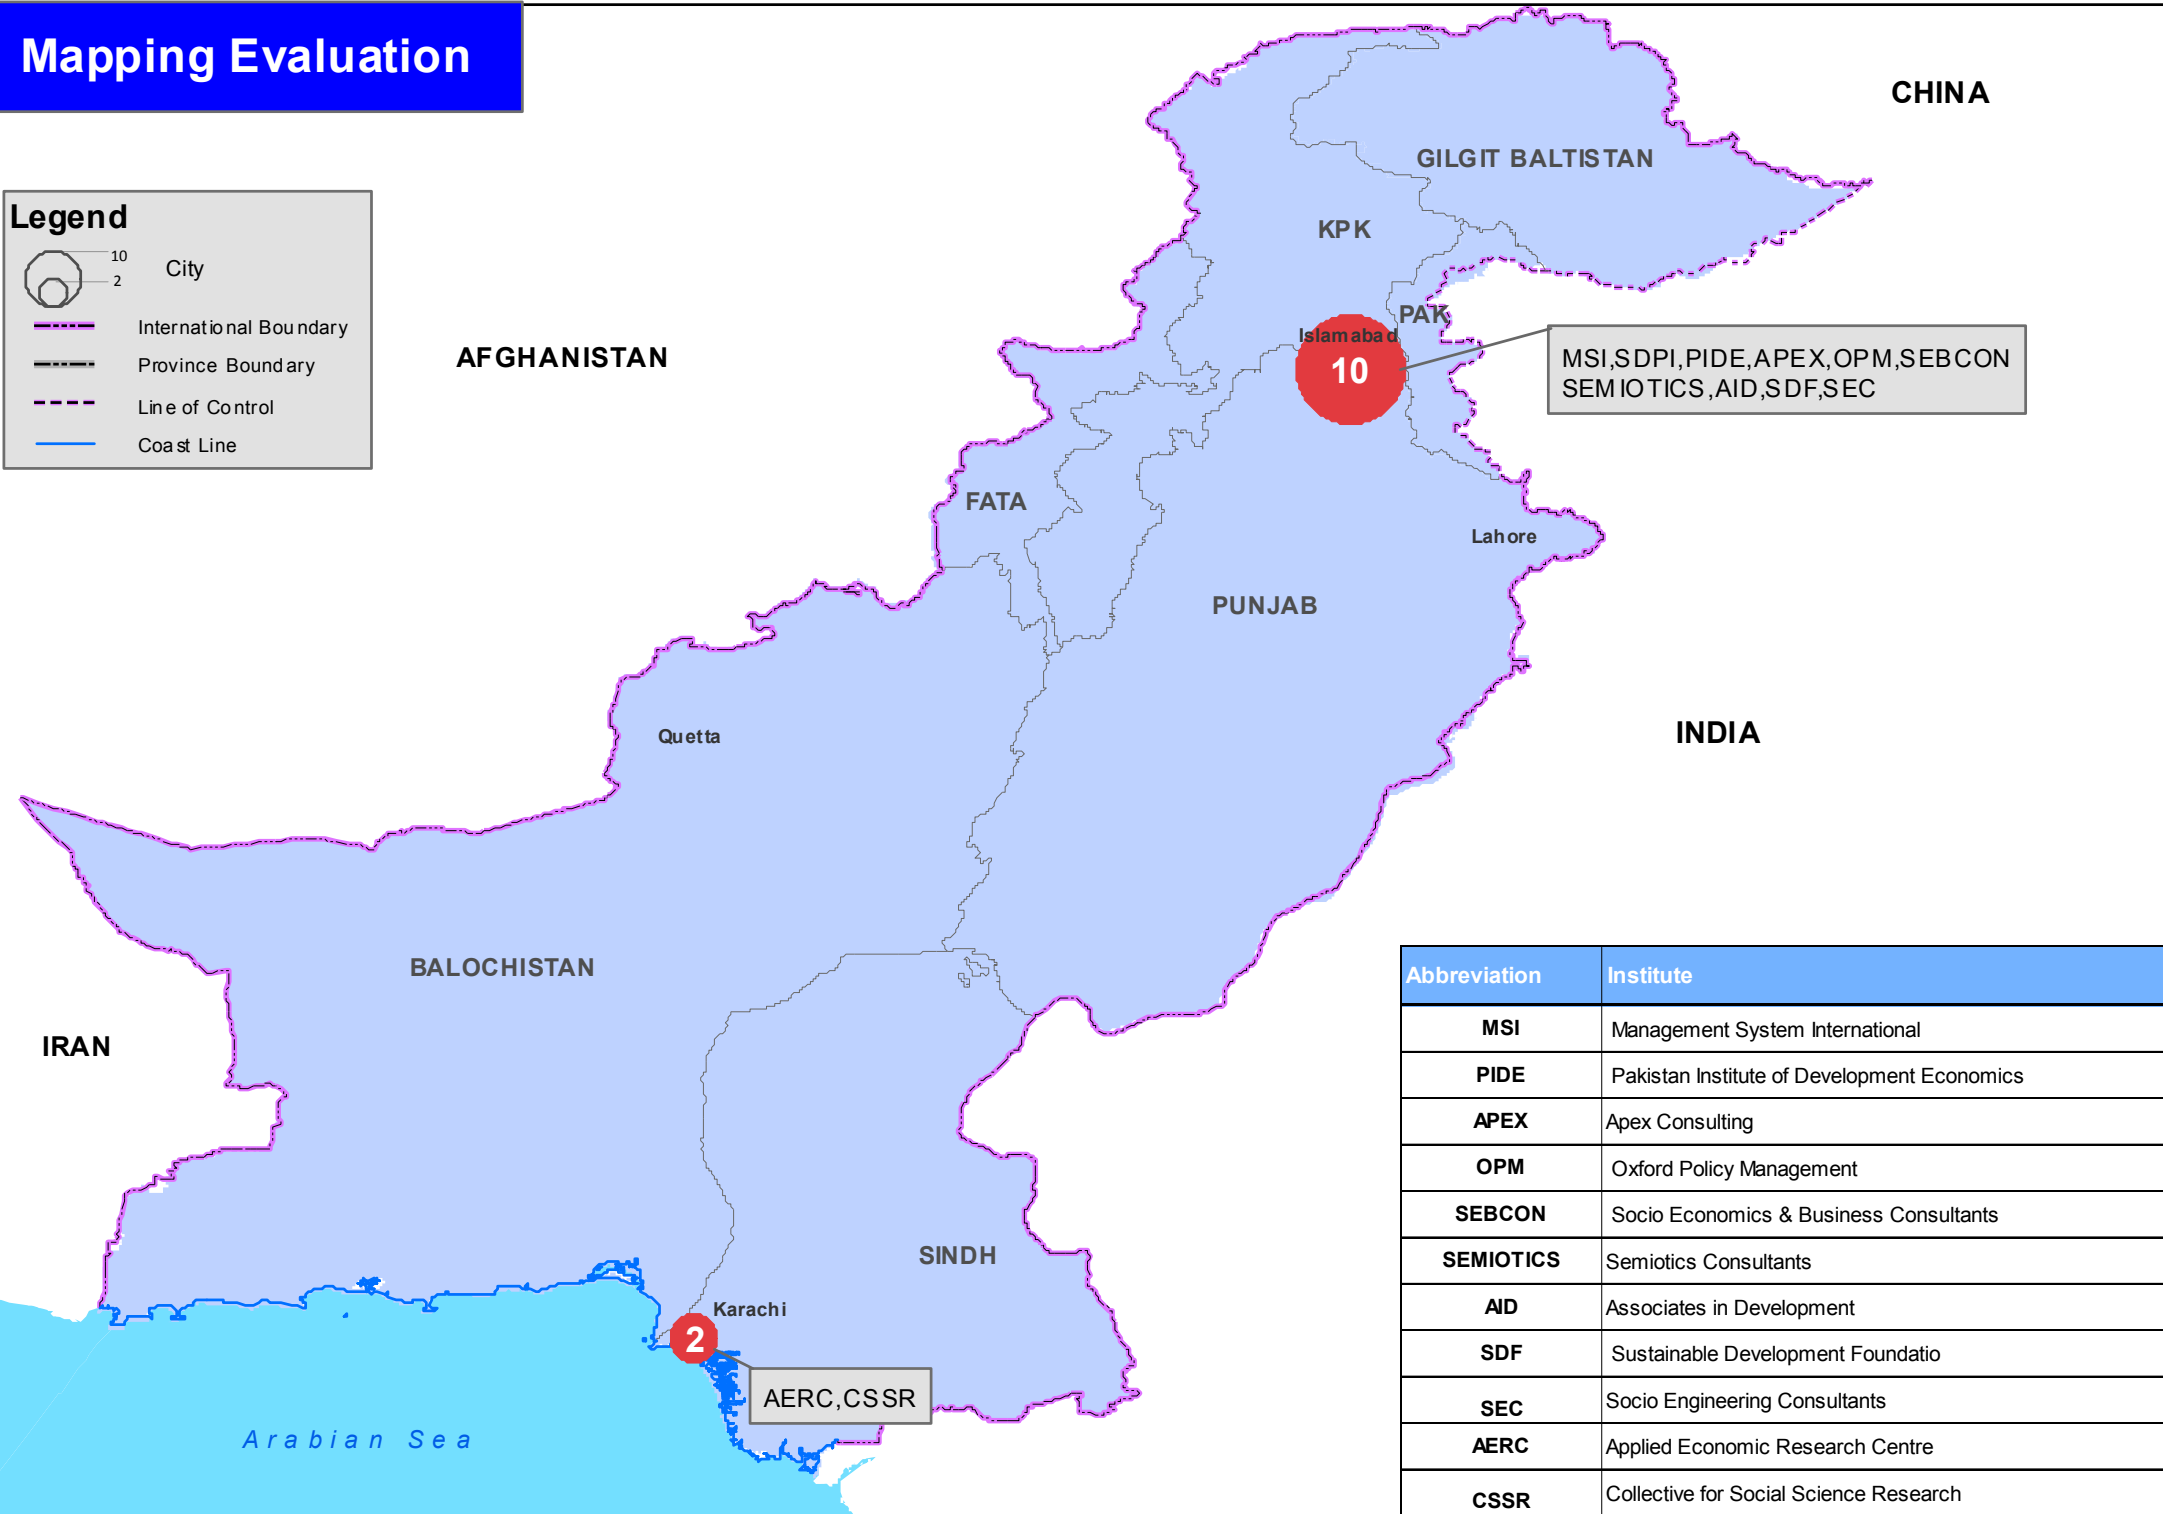 Mapping Evaluation
Legend
10
2
City
International Boundary
Province Boundary
Line of Control
Coast Line
CHINA
GILGIT BALTISTAN
KPK
PAK
Islamabad
10
MSI,SDPI,PIDE,APEX,OPM,SEBCON
SEMIOTICS,AID,SDF,SEC
AFGHANISTAN
FATA
Lahore
PUNJAB
Quetta
INDIA
BALOCHISTAN
IRAN
SINDH
Karachi
2
AERC,CSSR
Arabian Sea
Abbreviation Institute
MSI Management System International
PIDE Pakistan Institute of Development Economics
APEX Apex Consulting
OPM Oxford Policy Management
SEBCON Socio Economics & Business Consultants
SEMIOTICS Semiotics Consultants
AID Associates in Development
SDF Sustainable Development Foundatio
SEC Socio Engineering Consultants
AERC Applied Economic Research Centre
CSSR Collective for Social Science Research